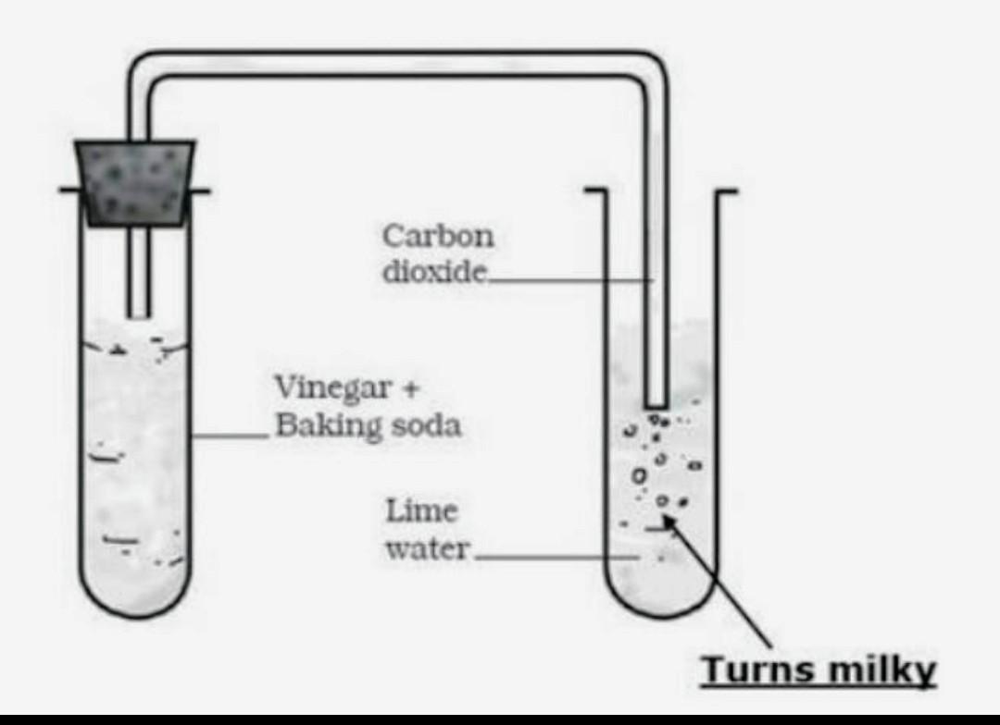 Carbon
dioxide
Vinegar +
Baking soda
Lime
water
Turns milky